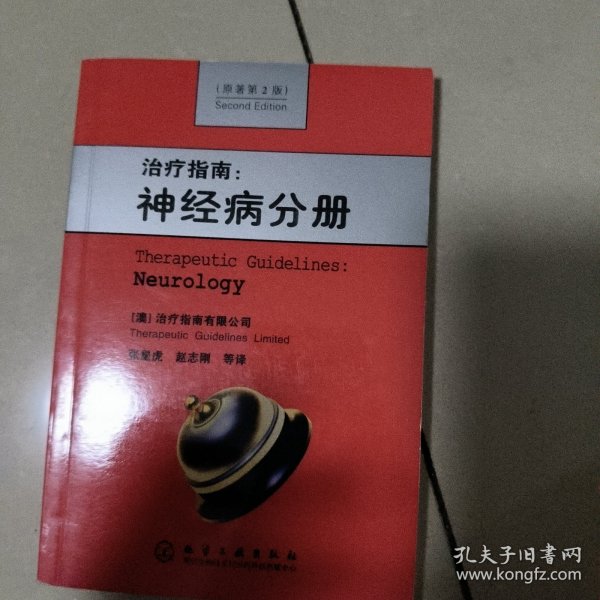 (原著第2版)
Second Edition
治疗指南:
神经病分册
Therapeutic Guidelines:
Neurology
[澳] 治疗指南有限公司
Therapeutic Guidelines Limited
张星虎 赵志刚 等译
化学工业出版社
孔夫子旧书网
www.kongfz.com